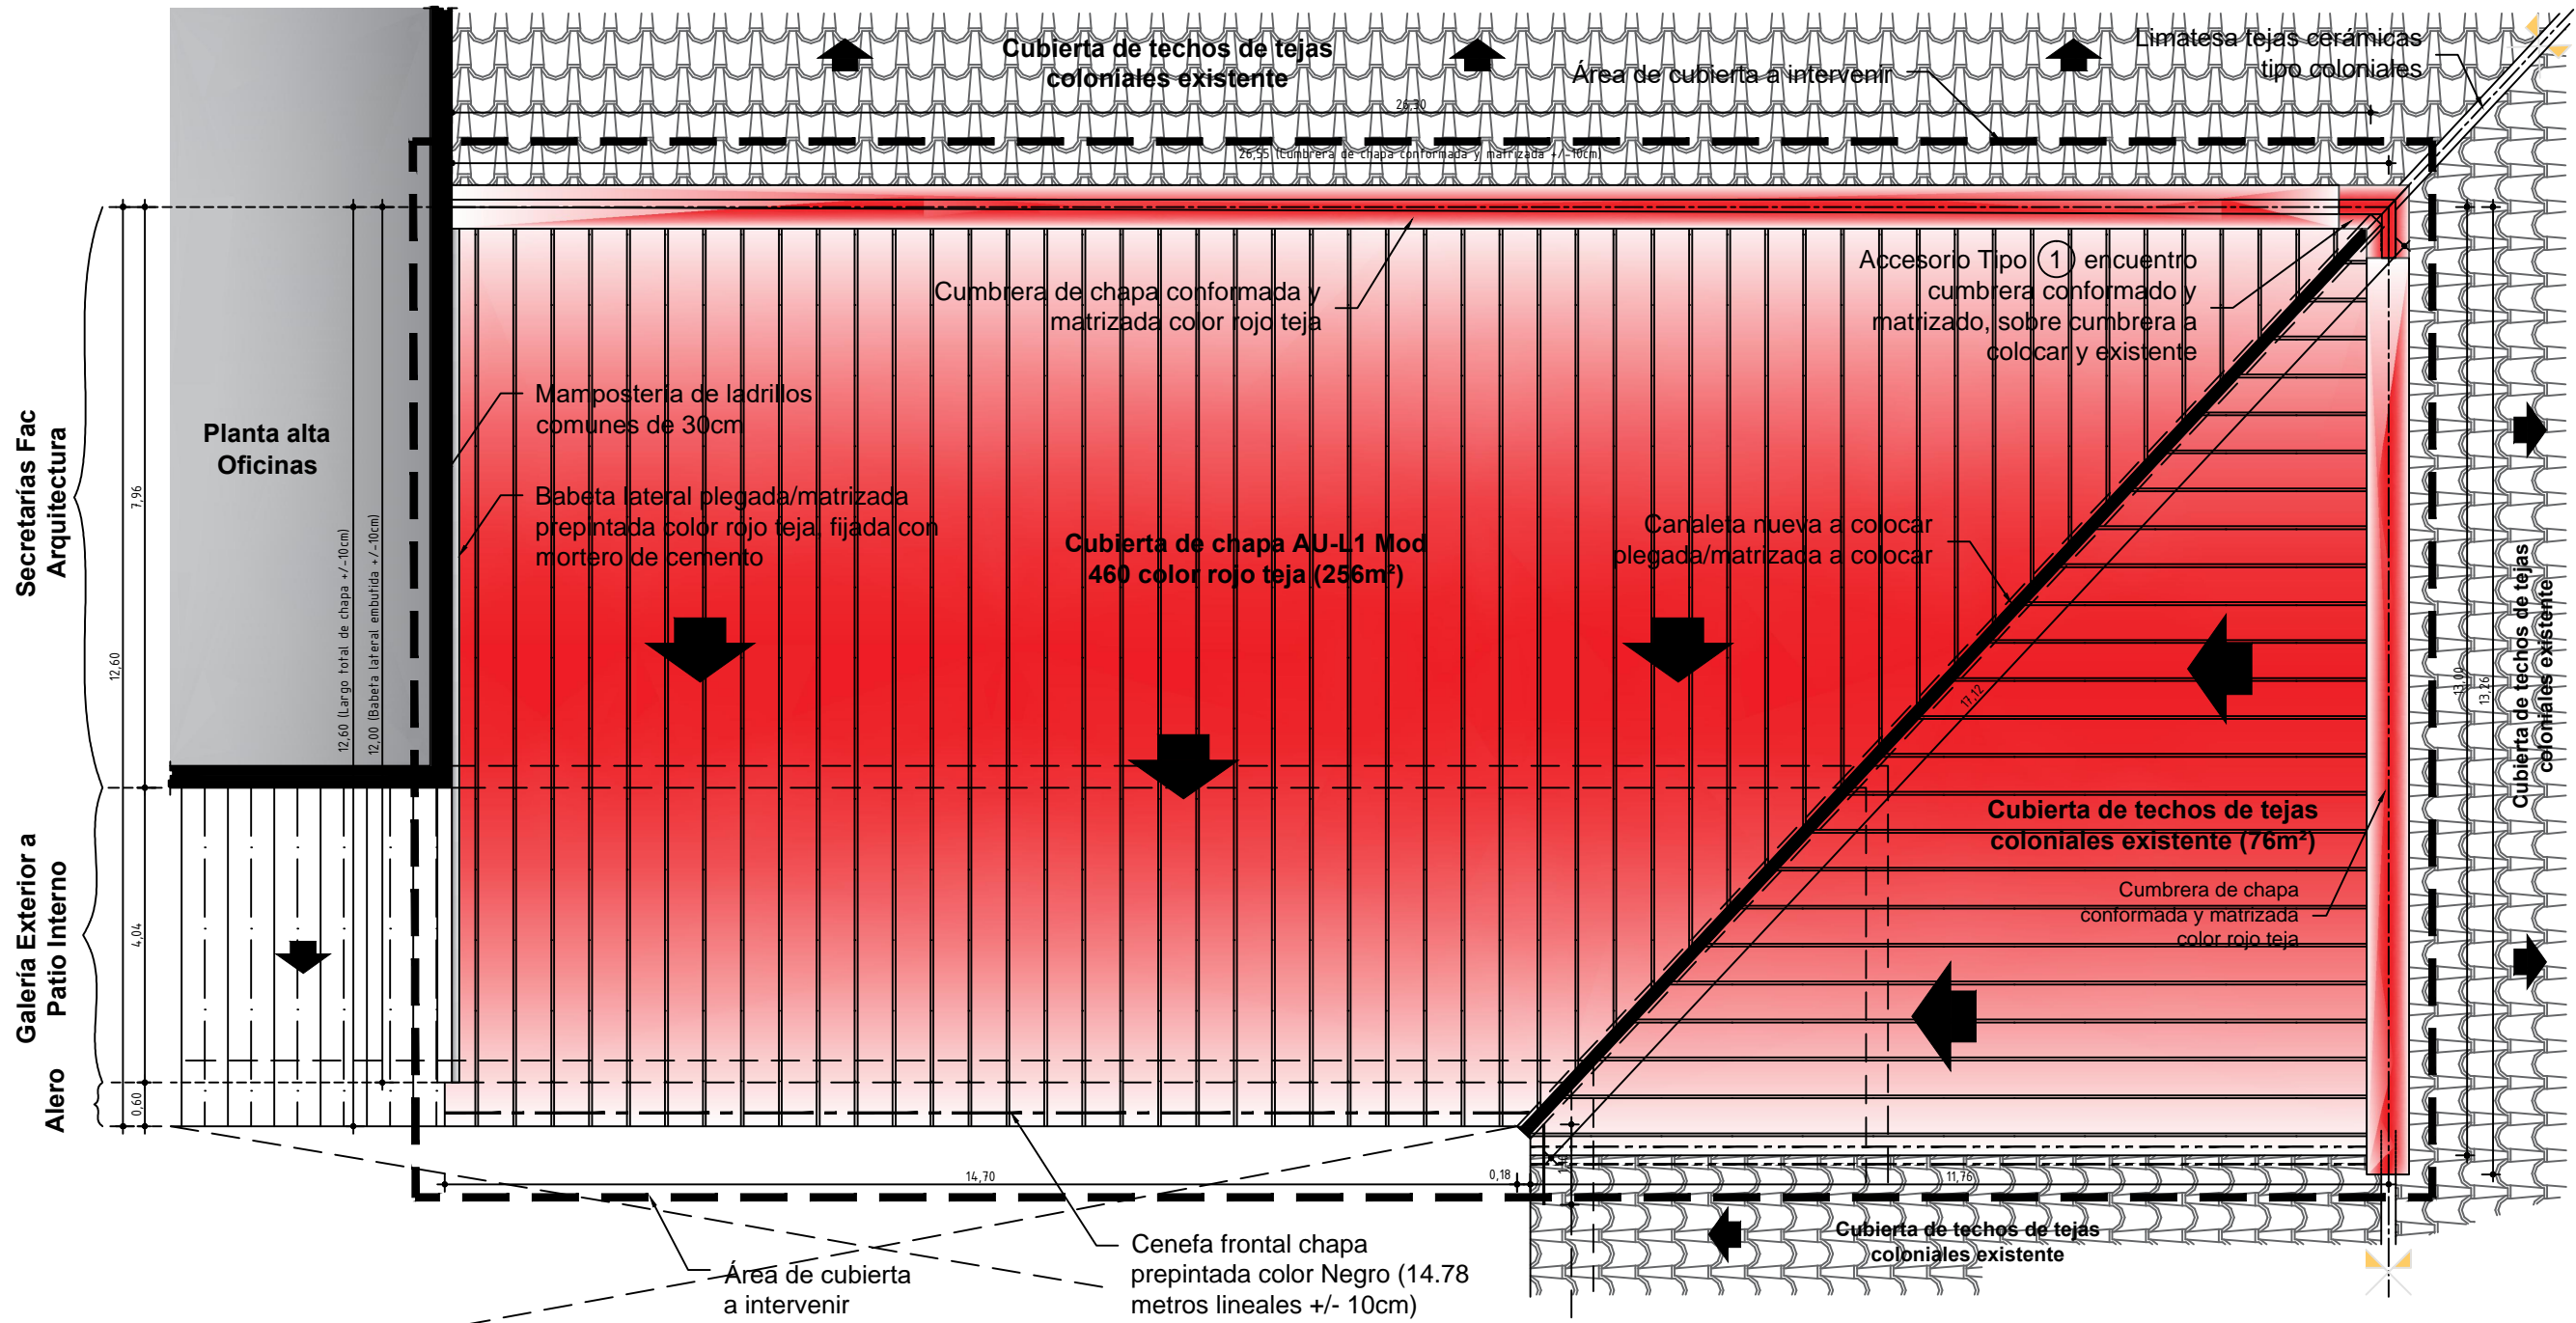 Cubierta de techos de tejas
coloniales existente
Área de cubierta a intervenir
Limatesa tejas cerámicas
tipo coloniales
26,30
26,55 (Cumbrera de chapa conformada y matrizada +/-10cm)
Cumbrera de chapa conformada y
matrizada color rojo teja
Accesorio Tipo 1 encuentro
cumbrera conformado y
matrizado, sobre cumbrera a
colocar y existente
Secretarías Fac
Arquitectura
Planta alta
Oficinas
Mampostería de ladrillos
comunes de 30cm
Babeta lateral plegada/matrizada
prepintada color rojo teja, fijada con
mortero de cemento
Cubierta de chapa AU-L1 Mod
460 color rojo teja (256m²)
Canaleta nueva a colocar
plegada/matrizada a colocar
7,96
12,60
12,60 (Largo total de chapa +/-10cm)
12,00 (Babeta lateral embutida +/-10cm)
17,12
13,00
13,26
Cubierta de techos de tejas
coloniales existente
Cubierta de techos de tejas
coloniales existente (76m²)
Cumbrera de chapa
conformada y matrizada
color rojo teja
Galería Exterior a
Patio Interno
4,04
Alero
0,60
14,70
0,18
11,76
Área de cubierta
a intervenir
Cenefa frontal chapa
prepintada color Negro (14.78
metros lineales +/- 10cm)
Cubierta de techos de tejas
coloniales existente